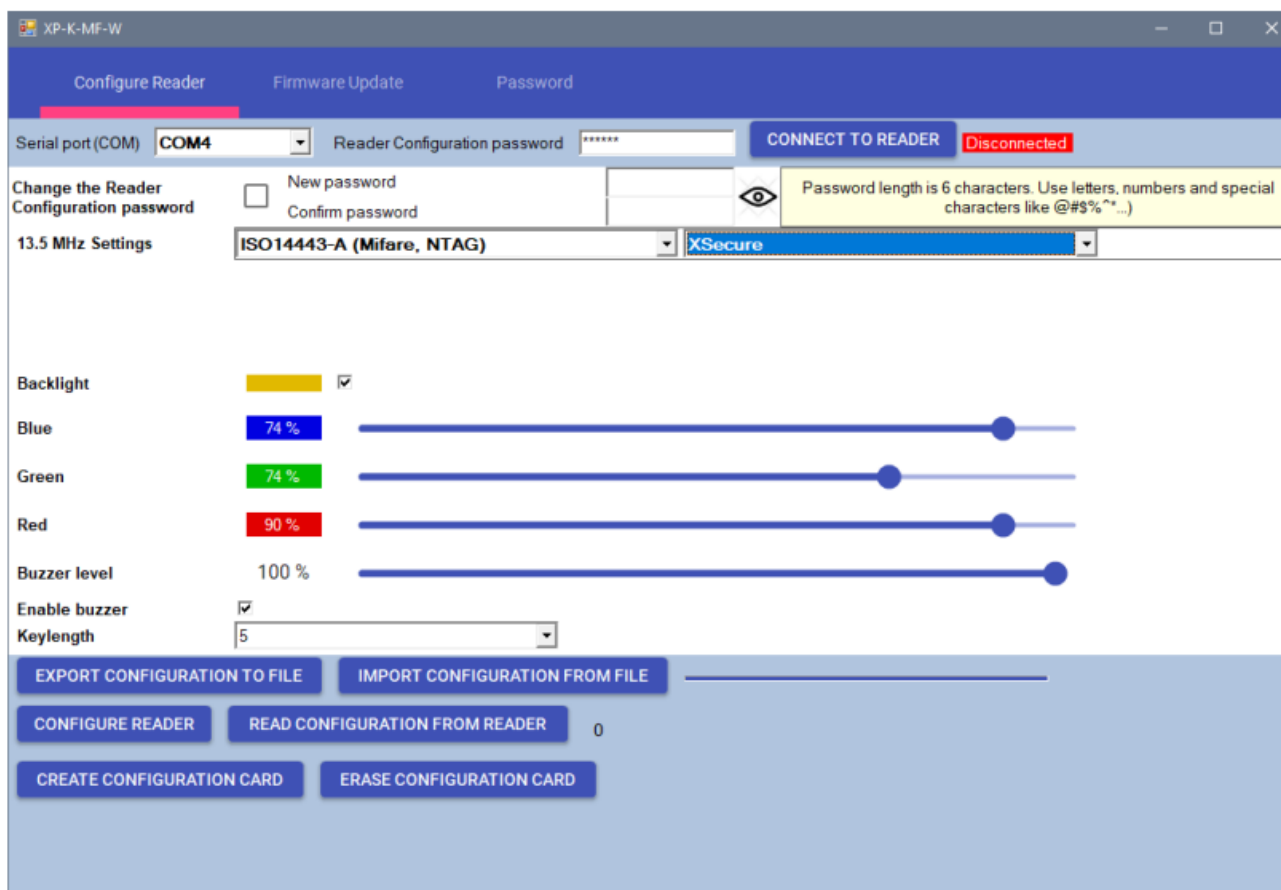 XP-K-MF-W
Configure Reader Firmware Update Password
Serial port (COM) COM4 Reader Configuration password ****** CONNECT TO READER Disconnected
Change the Reader
Configuration password
New password
Confirm password
Password length is 6 characters. Use letters, numbers and special
characters like @#$%^*...)
13.5 MHz Settings ISO14443-A (Mifare, NTAG) XSecure
Backlight
Blue 74 %
Green 74 %
Red 90 %
Buzzer level 100 %
Enable buzzer
Keylength 5
EXPORT CONFIGURATION TO FILE IMPORT CONFIGURATION FROM FILE
CONFIGURE READER READ CONFIGURATION FROM READER 0
CREATE CONFIGURATION CARD ERASE CONFIGURATION CARD